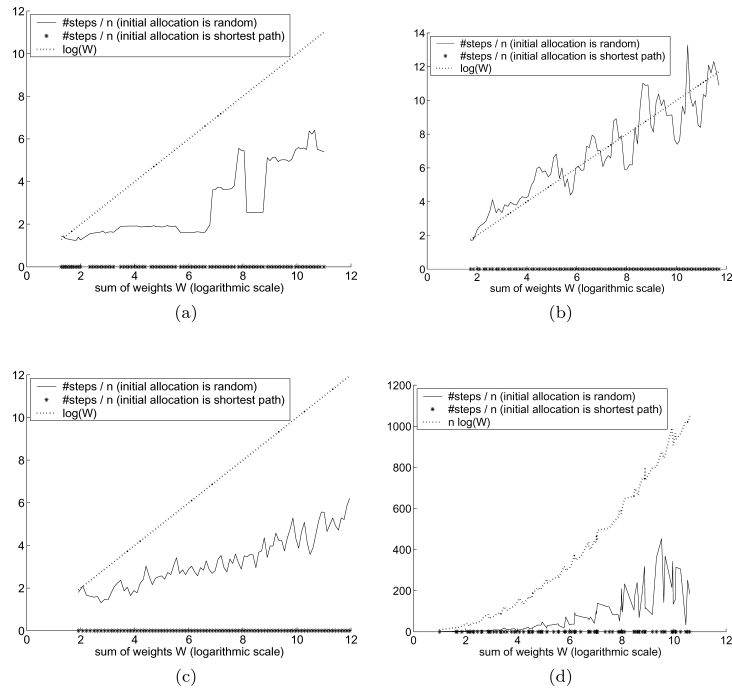 12
10
8
6
4
2
0
#steps / n (initial allocation is random)
#steps / n (initial allocation is shortest path)
log(W)
0 2 4 6 8 10 12
sum of weights W (logarithmic scale)
(a)
14
12
10
8
6
4
2
0
#steps / n (initial allocation is random)
#steps / n (initial allocation is shortest path)
log(W)
0 2 4 6 8 10 12
sum of weights W (logarithmic scale)
(b)
12
10
8
6
4
2
0
#steps / n (initial allocation is random)
#steps / n (initial allocation is shortest path)
log(W)
0 2 4 6 8 10 12
sum of weights W (logarithmic scale)
(c)
1200
1000
800
600
400
200
0
#steps / n (initial allocation is random)
#steps / n (initial allocation is shortest path)
n log(W)
0 2 4 6 8 10 12
sum of weights W (logarithmic scale)
(d)